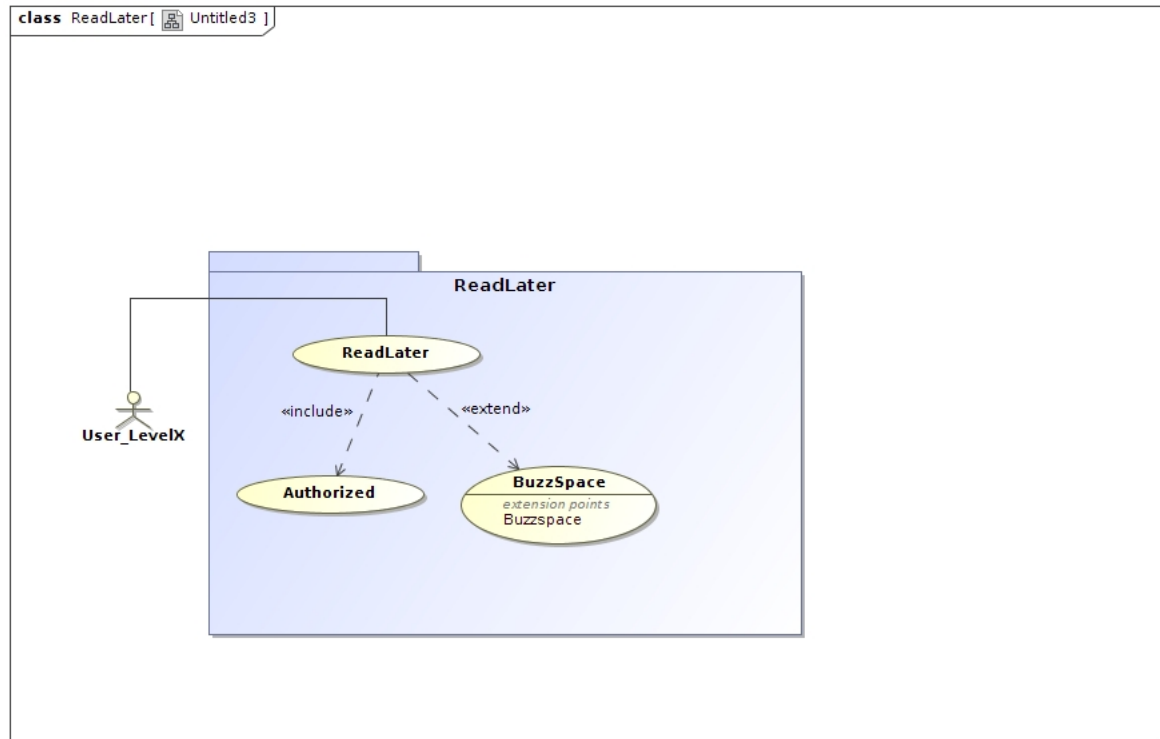 class ReadLater [ Untitled3 ]
ReadLater
ReadLater
«include»
«extend»
User_LevelX
Authorized
BuzzSpace
extension points
Buzzspace